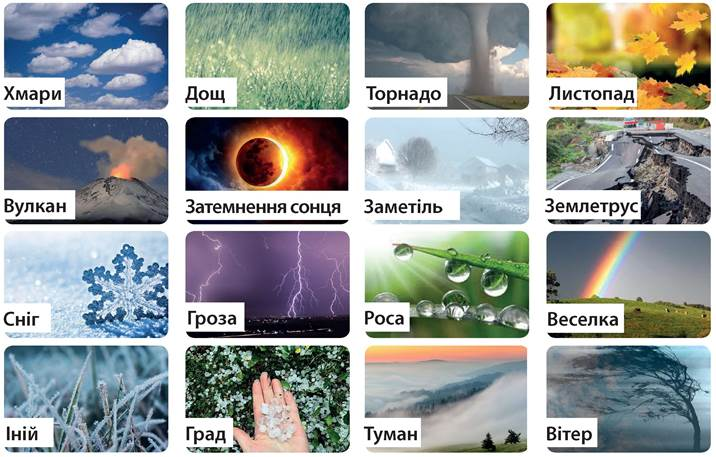 Хмари
Дощ
Торнадо
Листопад
Вулкан
Затемнення сонця
Заметіль
Землетрус
Сніг
Гроза
Роса
Веселка
Іній
Град
Туман
Вітер